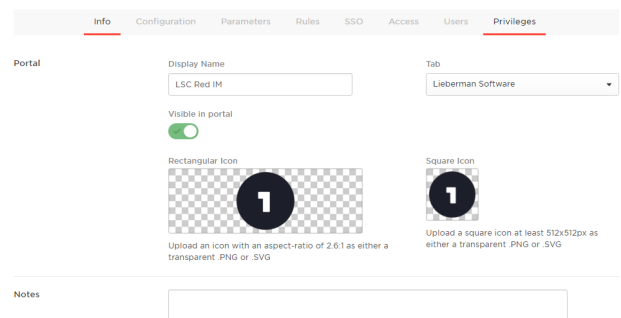 Info Configuration Parameters Rules SSO Access Users Privileges
Portal
Display Name
Tab
LSC Red IM
Lieberman Software
Visible in portal
Rectangular Icon
Square Icon
1
1
Upload an icon with an aspect-ratio of 2.6:1 as either a
transparent .PNG or .SVG
Upload a square icon at least 512x512px as
either a transparent .PNG or .SVG
Notes